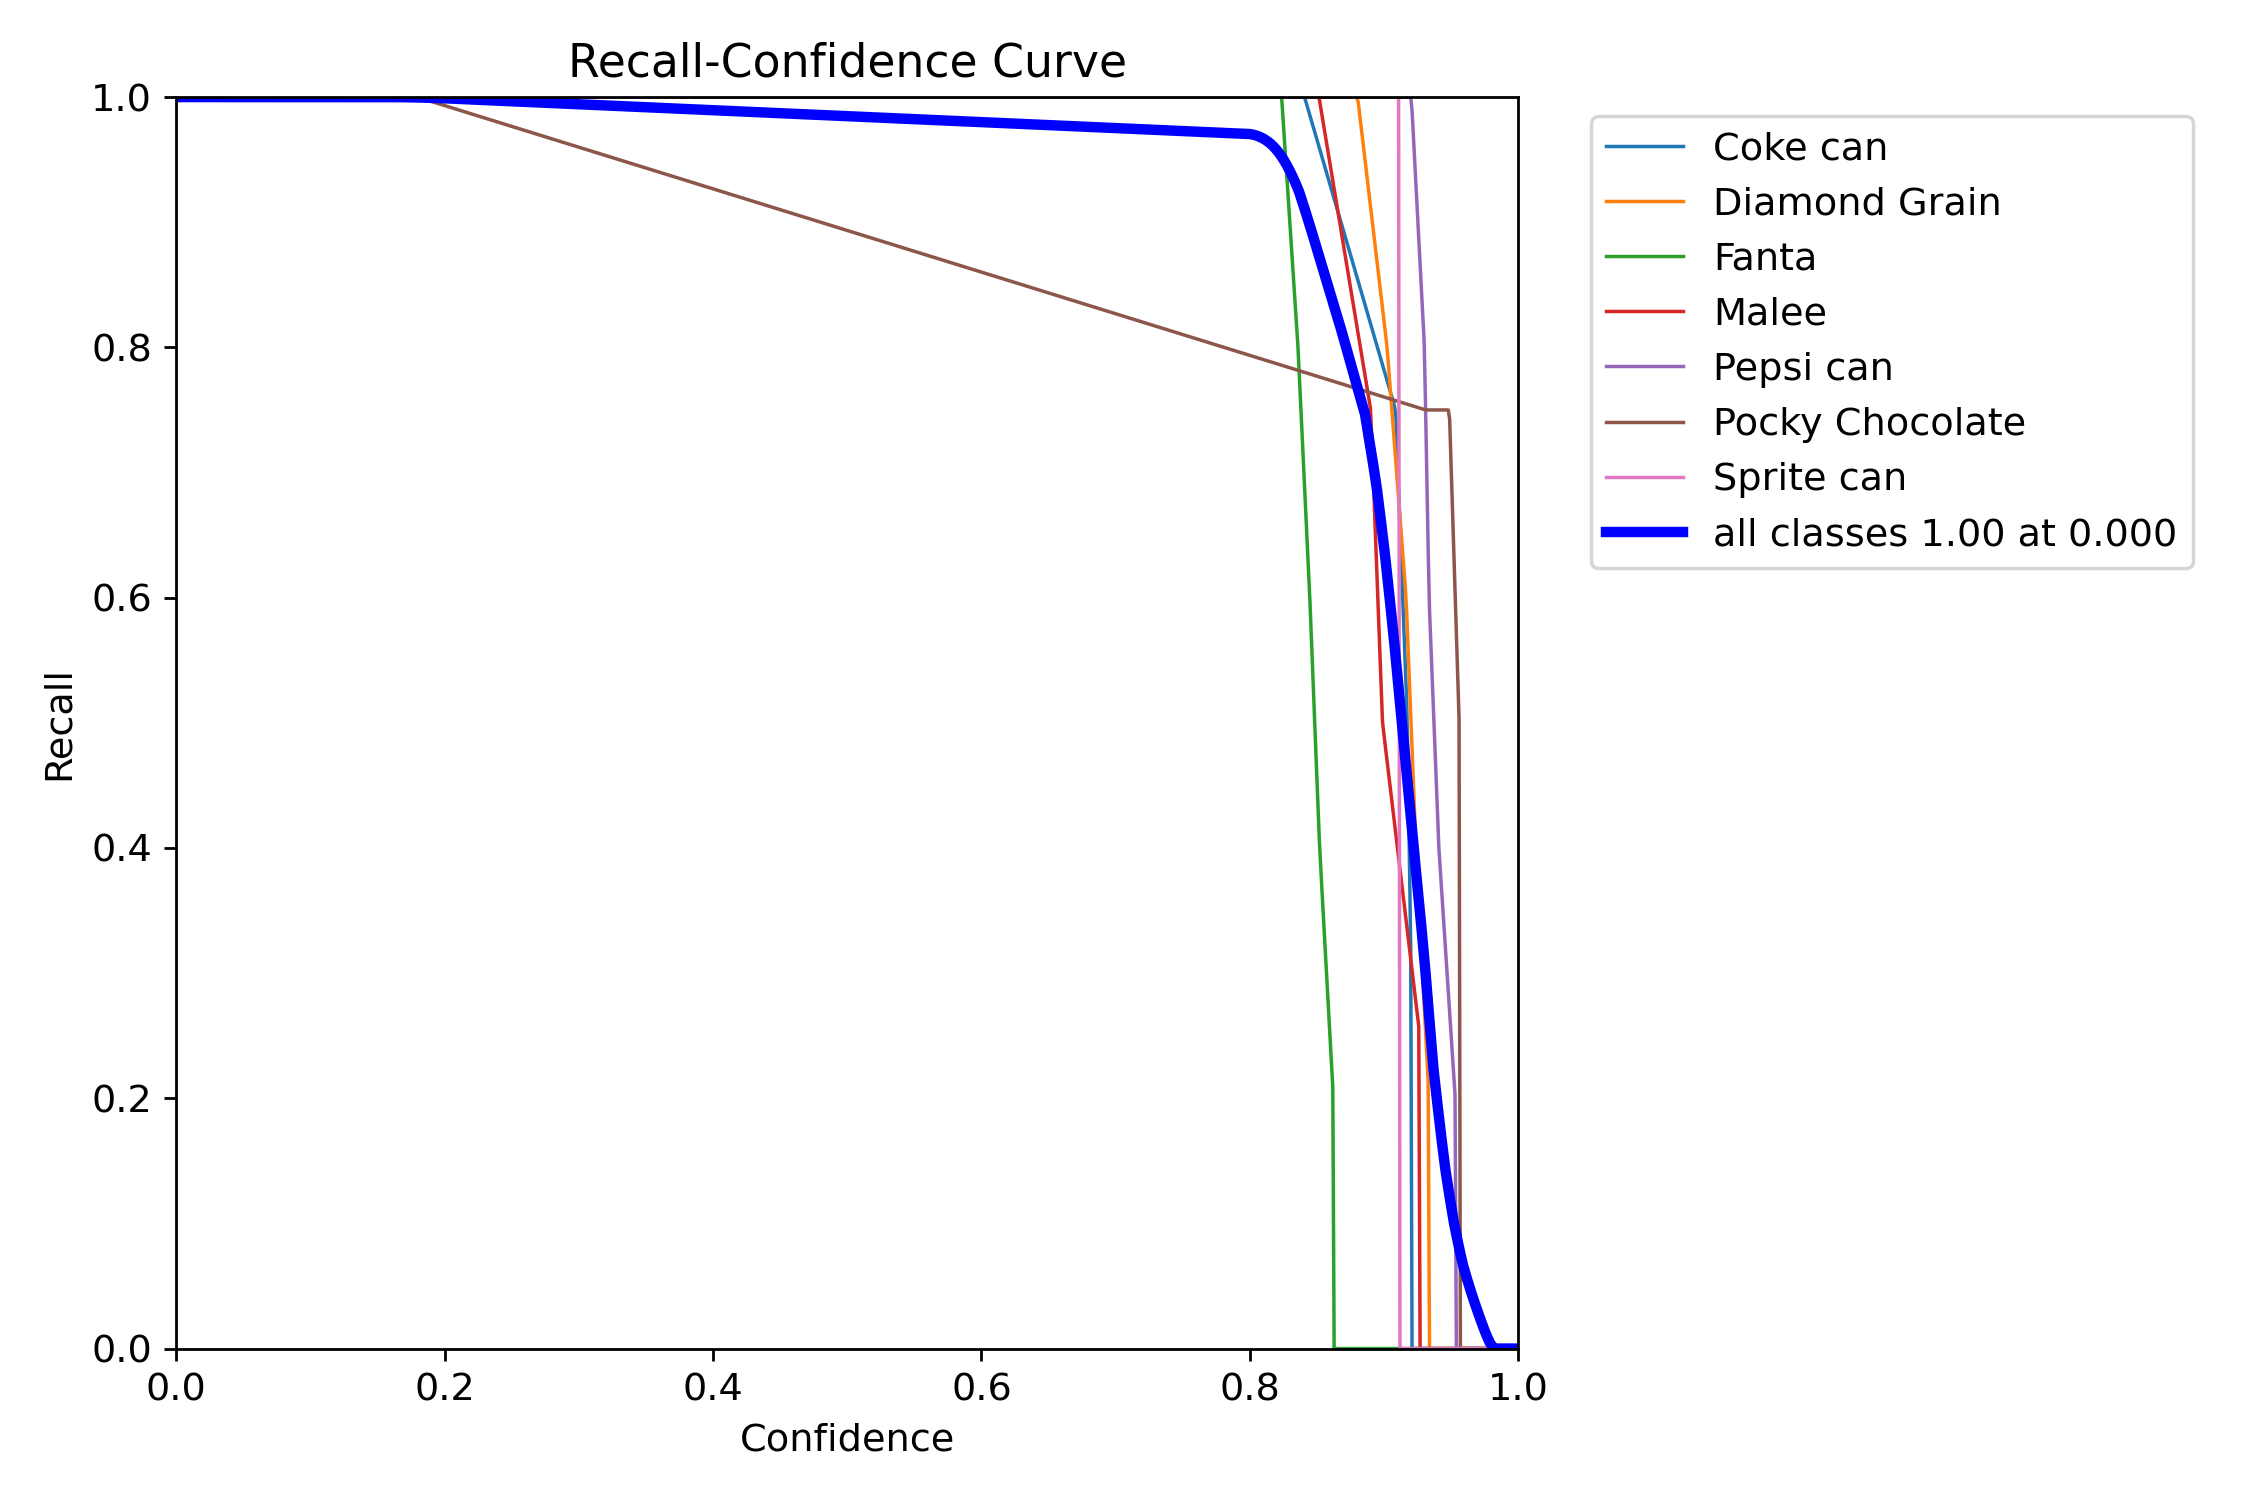 Recall-Confidence Curve
1.0
0.8
0.6
0.4
0.2
0.0
Recall
0.0 0.2 0.4 0.6 0.8 1.0
Confidence
Coke can
Diamond Grain
Fanta
Malee
Pepsi can
Pocky Chocolate
Sprite can
all classes 1.00 at 0.000